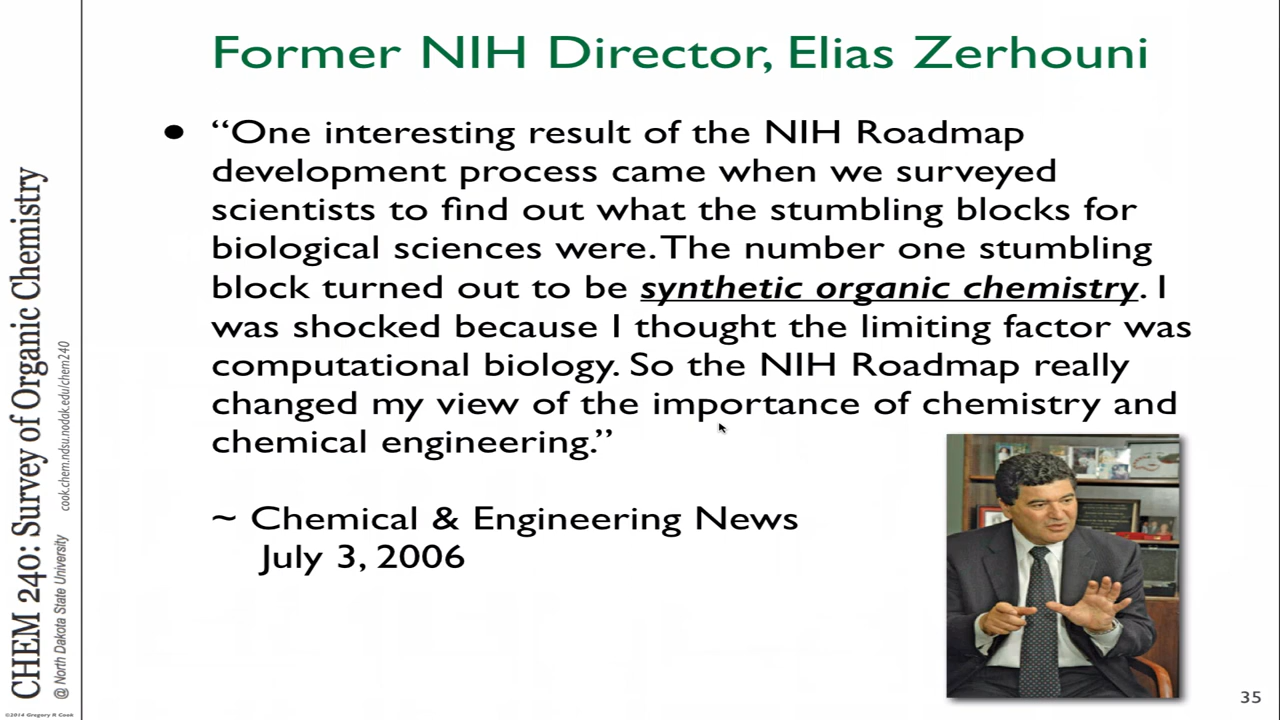 Former NIH Director, Elias Zerhouni
• “One interesting result of the NIH Roadmap
development process came when we surveyed
scientists to find out what the stumbling blocks for
biological sciences were. The number one stumbling
block turned out to be synthetic organic chemistry. I
was shocked because I thought the limiting factor was
computational biology. So the NIH Roadmap really
changed my view of the importance of chemistry and
chemical engineering.”
~ Chemical & Engineering News
July 3, 2006
CHEM 240: Survey of Organic Chemistry
@ North Dakota State University
cook.chem.ndsu.nodak.edu/chem240
©2014 Gregory R Cook
35